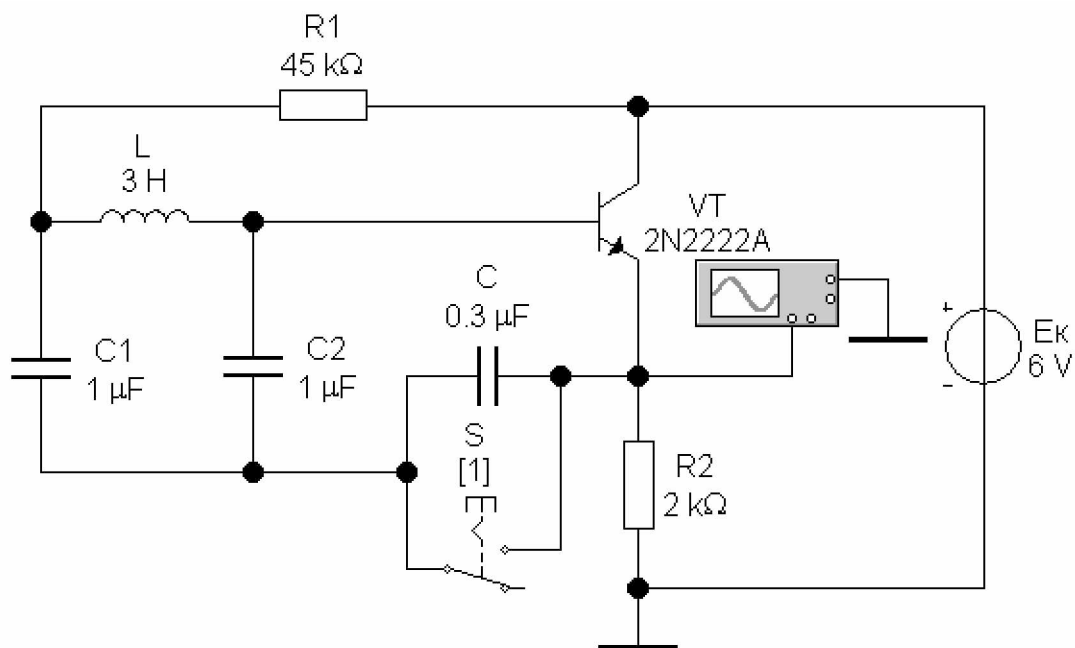 R1
45 kΩ
L
3 H
VT
2N2222A
C
0.3 µF
C1
1 µF
C2
1 µF
S
[1]
R2
2 kΩ
+
Eк
6 V
-